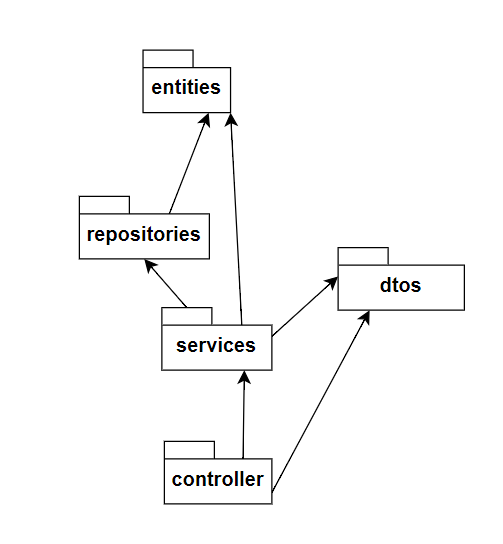 entities
repositories
dtos
services
controller